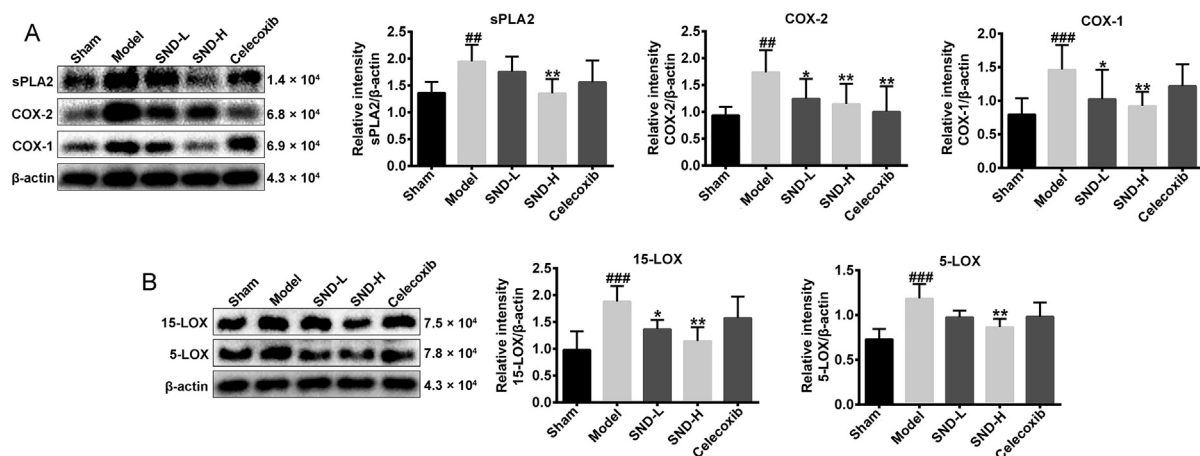 A
Sham Model SND-L SND-H Celecoxib
sPLA2 1.4 × 10⁴
COX-2 6.8 × 10⁴
COX-1 6.9 × 10⁴
β-actin 4.3 × 10⁴
sPLA2
Relative intensity
sPLA2/β-actin
2.5
2.0
1.5
1.0
0.5
0.0
##
**
Sham Model SND-L SND-H Celecoxib
COX-2
Relative intensity
COX-2/β-actin
2.5
2.0
1.5
1.0
0.5
0.0
##
* ** **
Sham Model SND-L SND-H Celecoxib
COX-1
Relative intensity
COX-1/β-actin
2.0
1.5
1.0
0.5
0.0
###
* **
Sham Model SND-L SND-H Celecoxib
B
Sham Model SND-L SND-H Celecoxib
15-LOX 7.5 × 10⁴
5-LOX 7.8 × 10⁴
β-actin 4.3 × 10⁴
15-LOX
Relative intensity
15-LOX/β-actin
2.5
2.0
1.5
1.0
0.5
0.0
###
* **
Sham Model SND-L SND-H Celecoxib
5-LOX
Relative intensity
5-LOX/β-actin
1.5
1.0
0.5
0.0
###
**
Sham Model SND-L SND-H Celecoxib